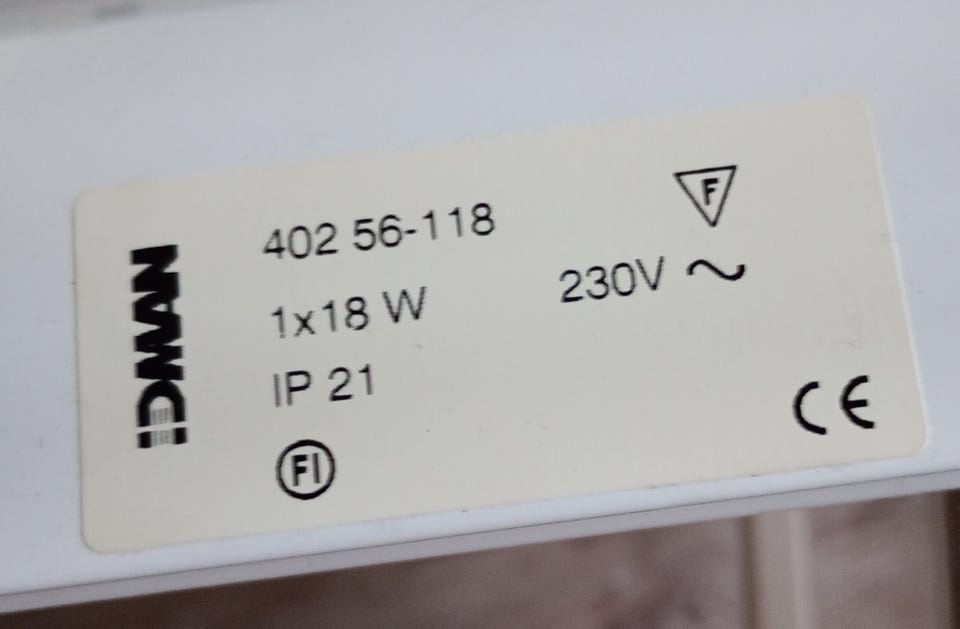 IDMAN
402 56-118
F
1x18 W
230V ~
IP 21
FI
CE